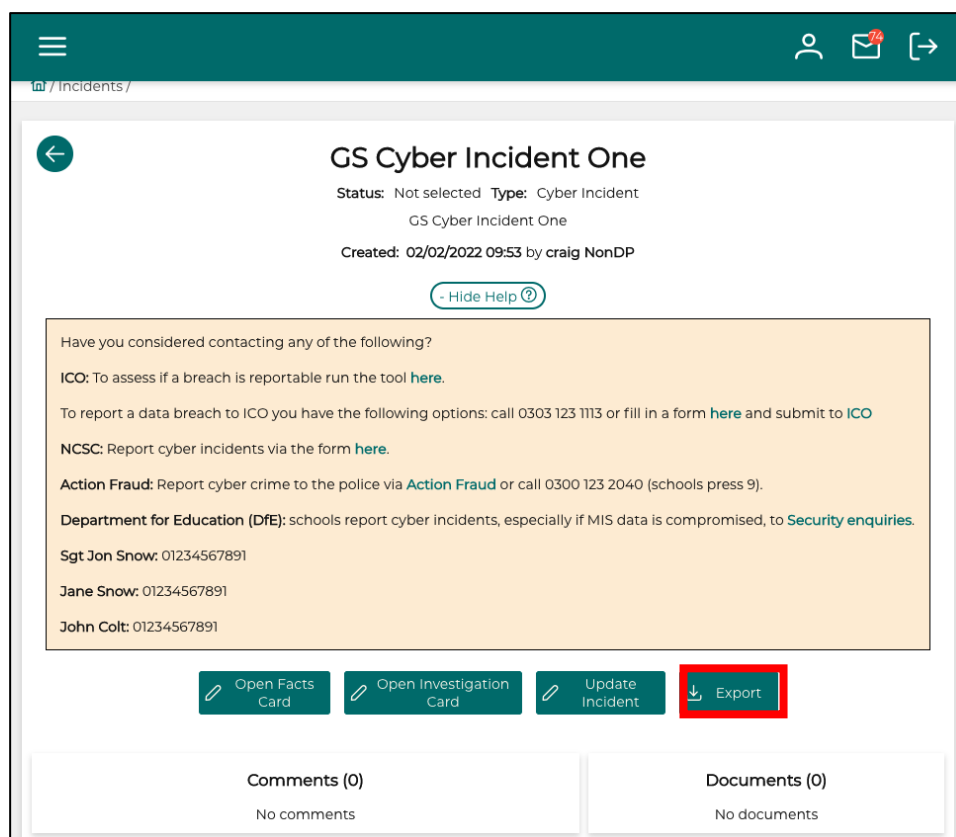 74
/ Incidents /
GS Cyber Incident One
Status: Not selected Type: Cyber Incident
GS Cyber Incident One
Created: 02/02/2022 09:53 by craig NonDP
- Hide Help ?
Have you considered contacting any of the following?
ICO: To assess if a breach is reportable run the tool here.
To report a data breach to ICO you have the following options: call 0303 123 1113 or fill in a form here and submit to ICO
NCSC: Report cyber incidents via the form here.
Action Fraud: Report cyber crime to the police via Action Fraud or call 0300 123 2040 (schools press 9).
Department for Education (DfE): schools report cyber incidents, especially if MIS data is compromised, to Security enquiries.
Sgt Jon Snow: 01234567891
Jane Snow: 01234567891
John Colt: 01234567891
Open Facts
Card
Open Investigation
Card
Update
Incident
Export
Comments (0)
No comments
Documents (0)
No documents